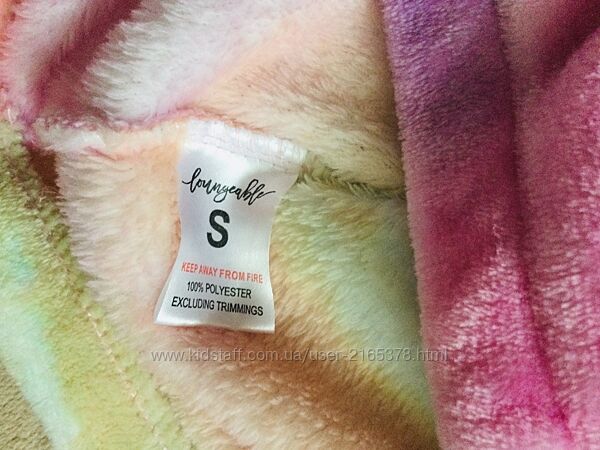 loungeable
S
KEEP AWAY FROM FIRE
100% POLYESTER
EXCLUDING TRIMMINGS
www.kidstaff.com.ua/user-2165378.html